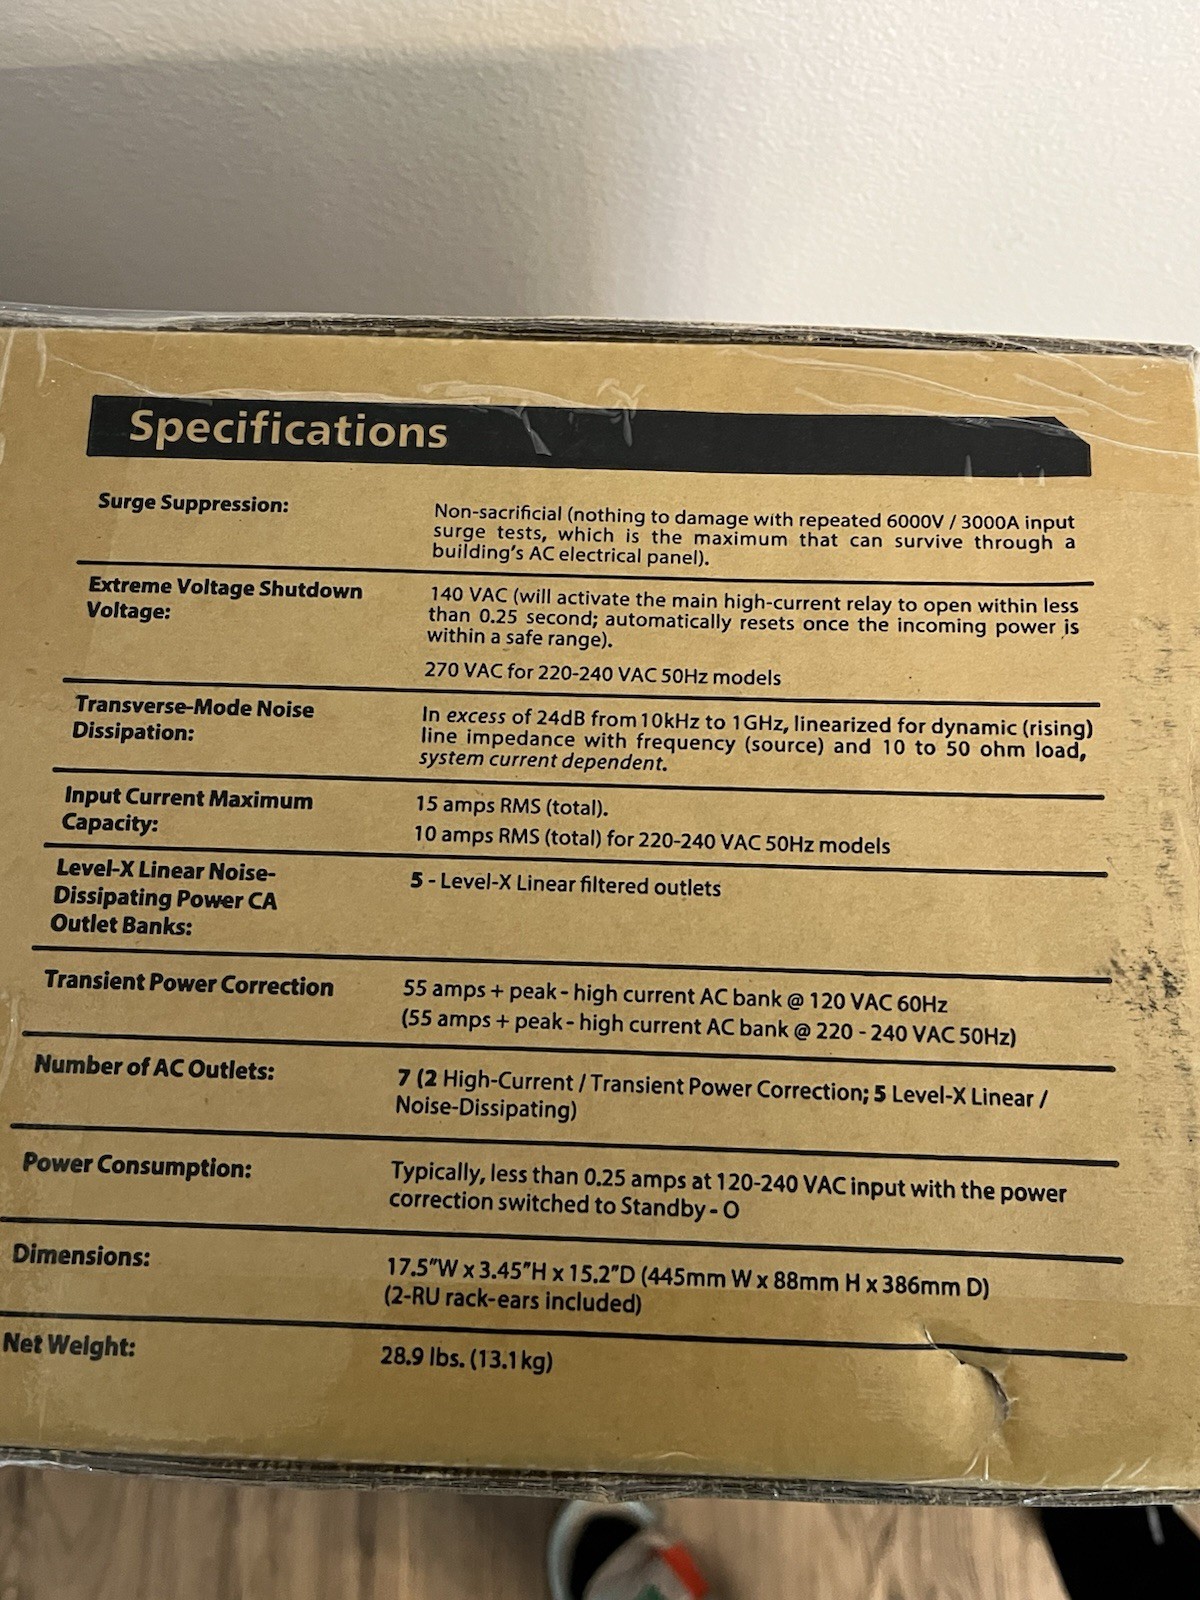 Specifications
Surge Suppression:
Non-sacrificial (nothing to damage with repeated 6000V / 3000A input
surge tests, which is the maximum that can survive through a
building's AC electrical panel).
Extreme Voltage Shutdown
Voltage:
140 VAC (will activate the main high-current relay to open within less
than 0.25 second; automatically resets once the incoming power is
within a safe range).
270 VAC for 220-240 VAC 50Hz models
Transverse-Mode Noise
Dissipation:
In excess of 24dB from 10kHz to 1GHz, linearized for dynamic (rising)
line impedance with frequency (source) and 10 to 50 ohm load,
system current dependent.
Input Current Maximum
Capacity:
15 amps RMS (total).
10 amps RMS (total) for 220-240 VAC 50Hz models
Level-X Linear Noise-
Dissipating Power CA
Outlet Banks:
5 - Level-X Linear filtered outlets
Transient Power Correction
55 amps + peak - high current AC bank @ 120 VAC 60Hz
(55 amps + peak - high current AC bank @ 220 - 240 VAC 50Hz)
Number of AC Outlets:
7 (2 High-Current / Transient Power Correction; 5 Level-X Linear /
Noise-Dissipating)
Power Consumption:
Typically, less than 0.25 amps at 120-240 VAC input with the power
correction switched to Standby - O
Dimensions:
17.5"W x 3.45"H x 15.2"D (445mm W x 88mm H x 386mm D)
(2-RU rack-ears included)
Net Weight:
28.9 lbs. (13.1 kg)